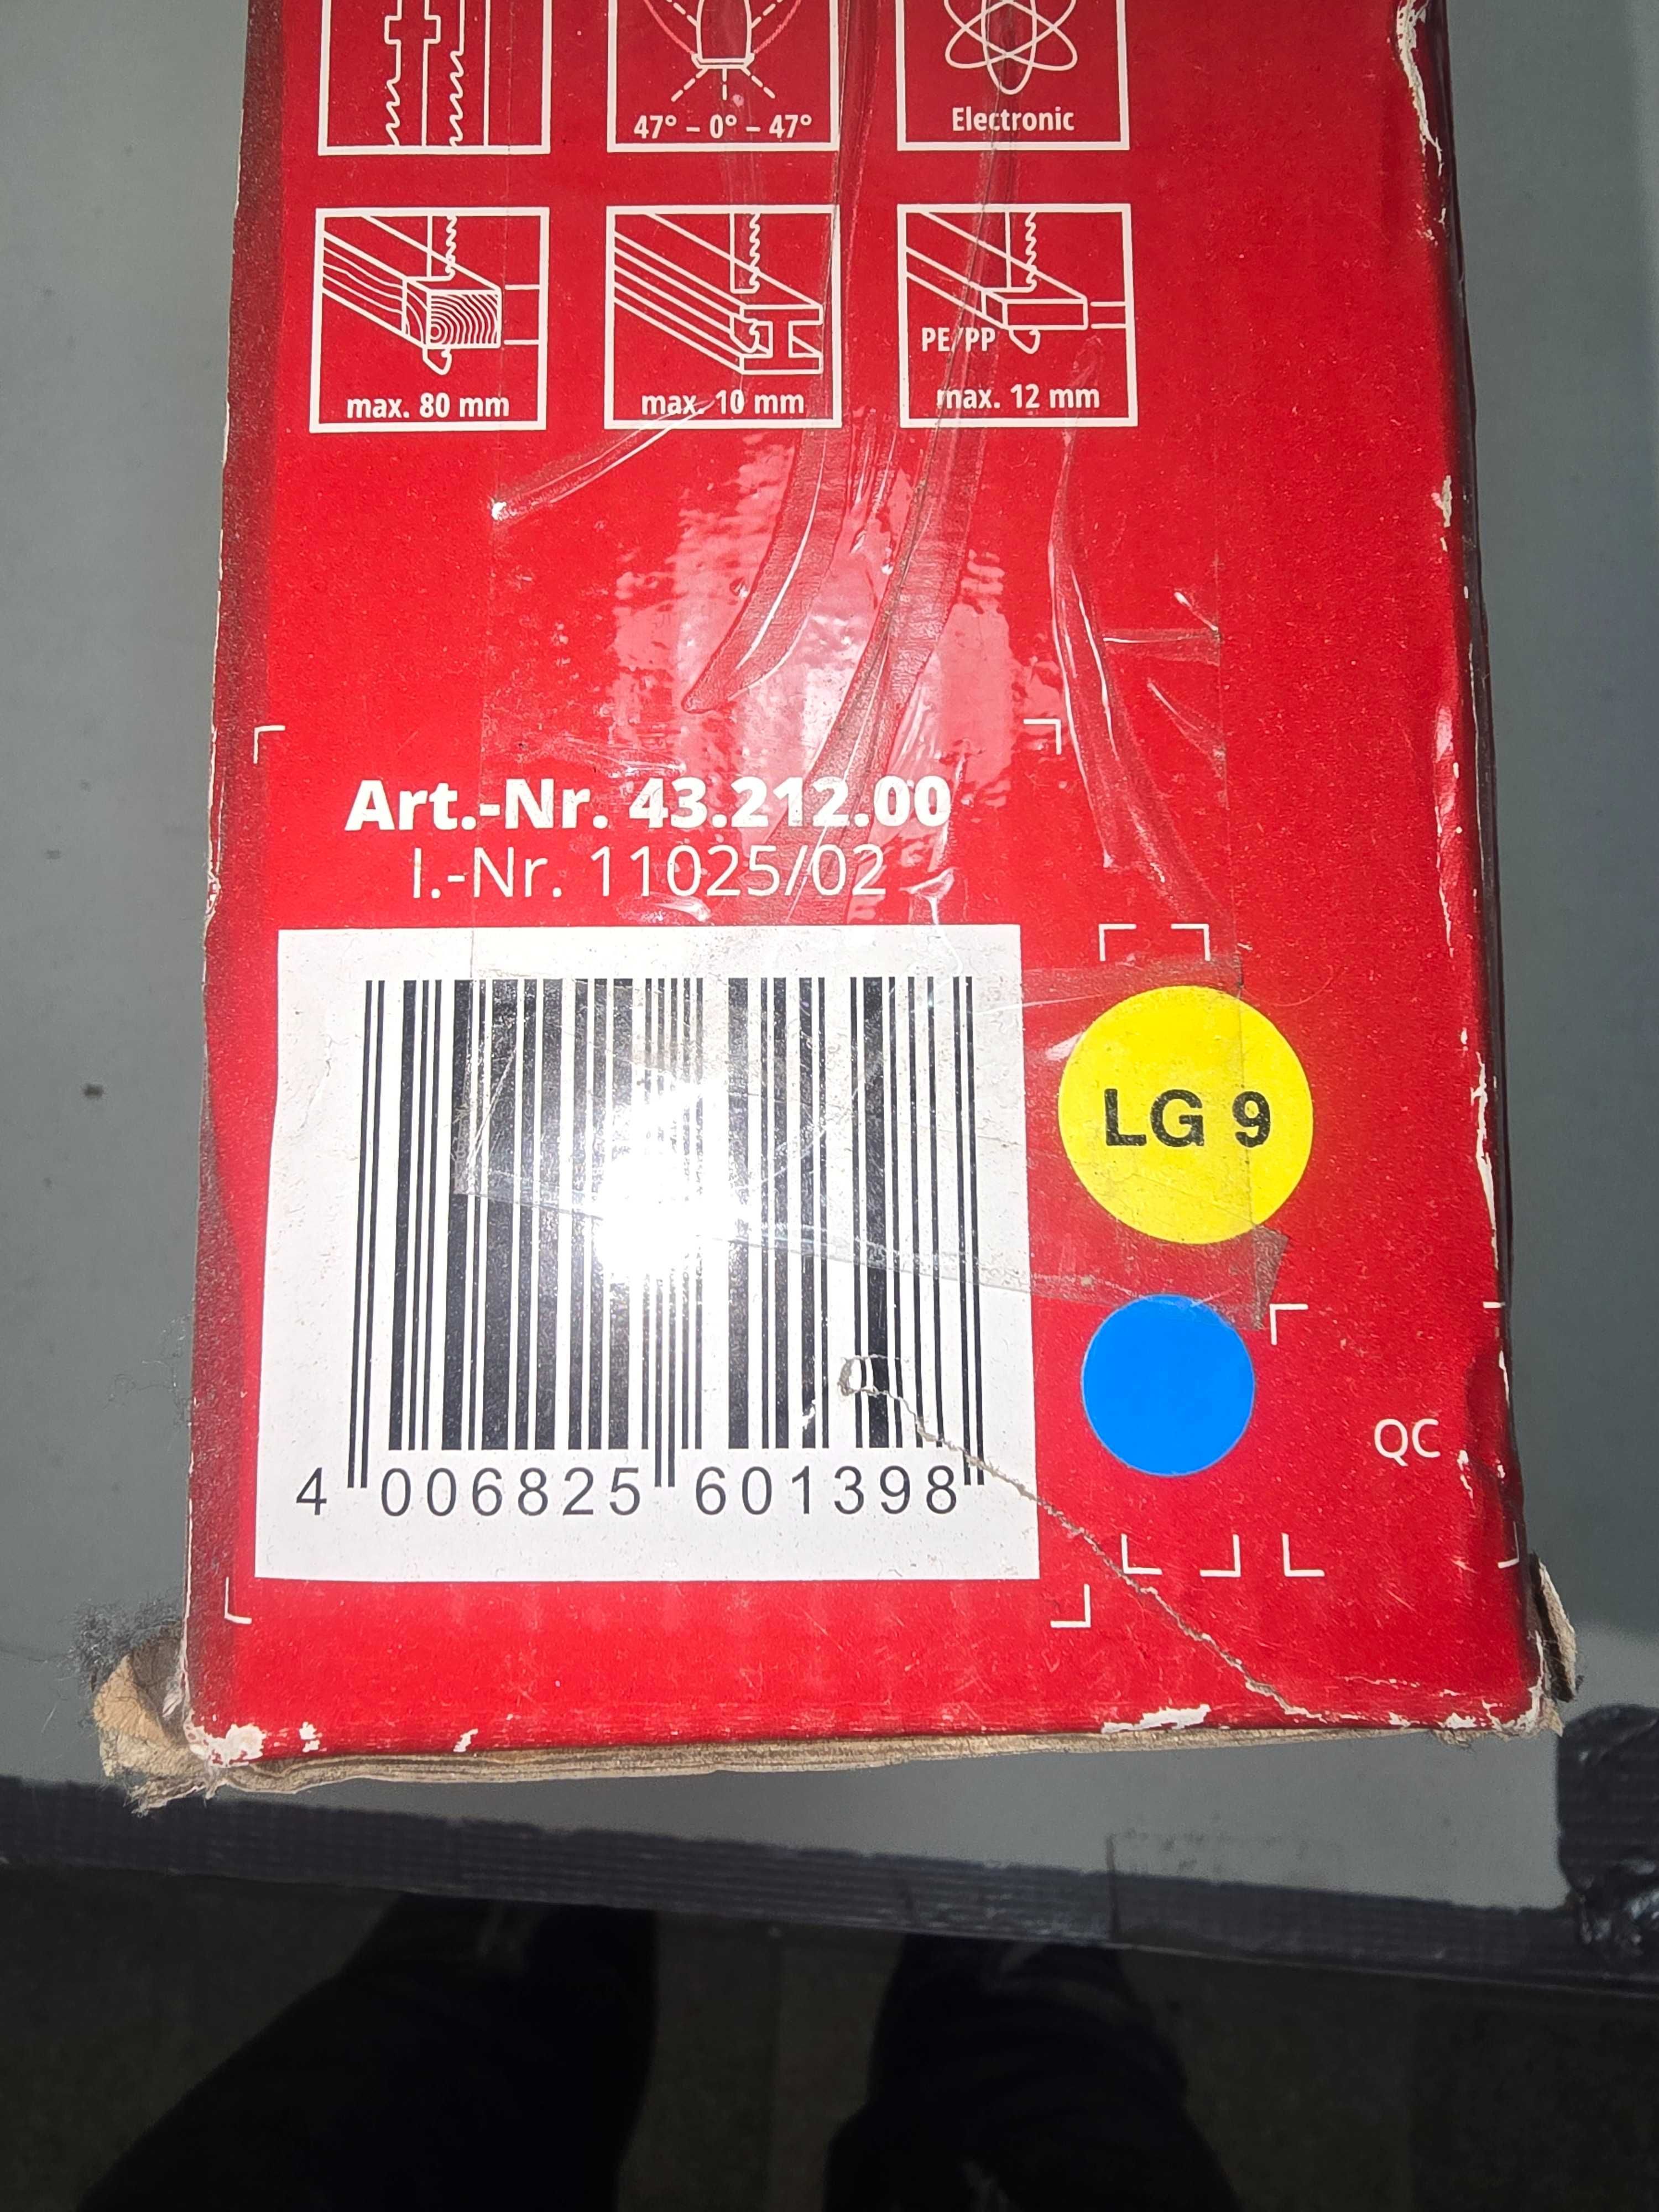 47° – 0° – 47°
Electronic
PE/PP
max. 80 mm
max. 10 mm
max. 12 mm
Art.-Nr. 43.212.00
I.-Nr. 11025/02
LG 9
QC
4 006825 601398